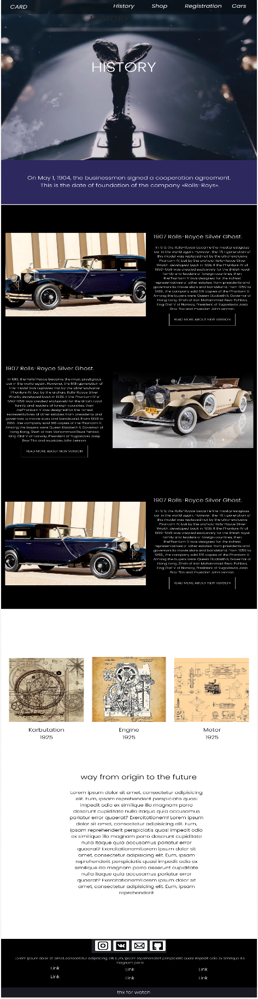 CARD
History Shop Registration Cars
HISTORY
HISTORY
On May 1, 1904, the businessmen signed a cooperation agreement.
This is the date of foundation of the company «Rolls-Roys».
1907 Rolls-Royce Silver Ghost.
In 1919, the Rolls-Royce became the most prestigious
car in the world again. However, the fifth generation of
this model was replaced not by the ultra-exclusive
Phantom IV, but by the archaic Rolls-Royce Silver
Wraith, developed back in 1938. If the Phantom IV of
1950-1956 was created exclusively for the British royal
family and leaders of foreign countries, then
thePhantom V was designed for the richest
representatives of other estates: from presidents and
governors to movie stars and bandstand. From 1959 to
1968 , the company sold 516 copies of the Phantom V.
Among the buyers were Queen Elizabeth II, Governor of
Hong Kong, Shah of Iran Mohammad Reza Pahlavi,
King Olaf V of Norway, President of Yugoslavia Josip
Broz Tito and musician John Lennon.
READ MORE ABOUT NEW VERSION
1907 Rolls-Royce Silver Ghost.
In 1919, the Rolls-Royce became the most prestigious
car in the world again. However, the fifth generation of
this model was replaced not by the ultra-exclusive
Phantom IV, but by the archaic Rolls-Royce Silver
Wraith, developed back in 1938. If the Phantom IV of
1950-1956 was created exclusively for the British royal
family and leaders of foreign countries, then
thePhantom V was designed for the richest
representatives of other estates: from presidents and
governors to movie stars and bandstand. From 1959 to
1968 , the company sold 516 copies of the Phantom V.
Among the buyers were Queen Elizabeth II, Governor of
Hong Kong, Shah of Iran Mohammad Reza Pahlavi,
King Olaf V of Norway, President of Yugoslavia Josip
Broz Tito and musician John Lennon.
READ MORE ABOUT NEW VERSION
1907 Rolls-Royce Silver Ghost.
In 1919, the Rolls-Royce became the most prestigious
car in the world again. However, the fifth generation of
this model was replaced not by the ultra-exclusive
Phantom IV, but by the archaic Rolls-Royce Silver
Wraith, developed back in 1938. If the Phantom IV of
1950-1956 was created exclusively for the British royal
family and leaders of foreign countries, then
thePhantom V was designed for the richest
representatives of other estates: from presidents and
governors to movie stars and bandstand. From 1959 to
1968 , the company sold 516 copies of the Phantom V.
Among the buyers were Queen Elizabeth II, Governor of
Hong Kong, Shah of Iran Mohammad Reza Pahlavi,
King Olaf V of Norway, President of Yugoslavia Josip
Broz Tito and musician John Lennon.
READ MORE ABOUT NEW VERSION
Karbutation Engine Motor
1925 1925 1925
way from origin to the future
Lorem ipsum dolor sit amet, consectetur adipisicing
elit. Eum, ipsam reprehenderit perspiciatis quasi
impedit odio ex similique illo magnam porro
deserunt cupiditate nulla itaque quia accusamus
pariatur error quaerat? Exercitationem! Lorem ipsum
dolor sit amet, consectetur adipisicing elit. Eum,
ipsam reprehenderit perspiciatis quasi impedit odio
ex similique illo magnam porro deserunt cupiditate
nulla itaque quia accusamus pariatur error
quaerat? Exercitationem!Lorem ipsum dolor sit
amet, consectetur adipisicing elit. Eum, ipsam
reprehenderit perspiciatis quasi impedit odio ex
similique illo magnam porro deserunt cupiditate
nulla itaque quia accusamus pariatur error
quaerat? Exercitationem!Lorem ipsum dolor sit
amet, consectetur adipisicing elit. Eum, ipsam
reprehenderit
Lorem ipsum dolor sit amet, consectetur adipisicing elit. Eum, ipsam reprehenderit perspiciatis quasi impedit odio ex similique illo
magnam porro
Link Link Link
Link Link Link
thx for watch